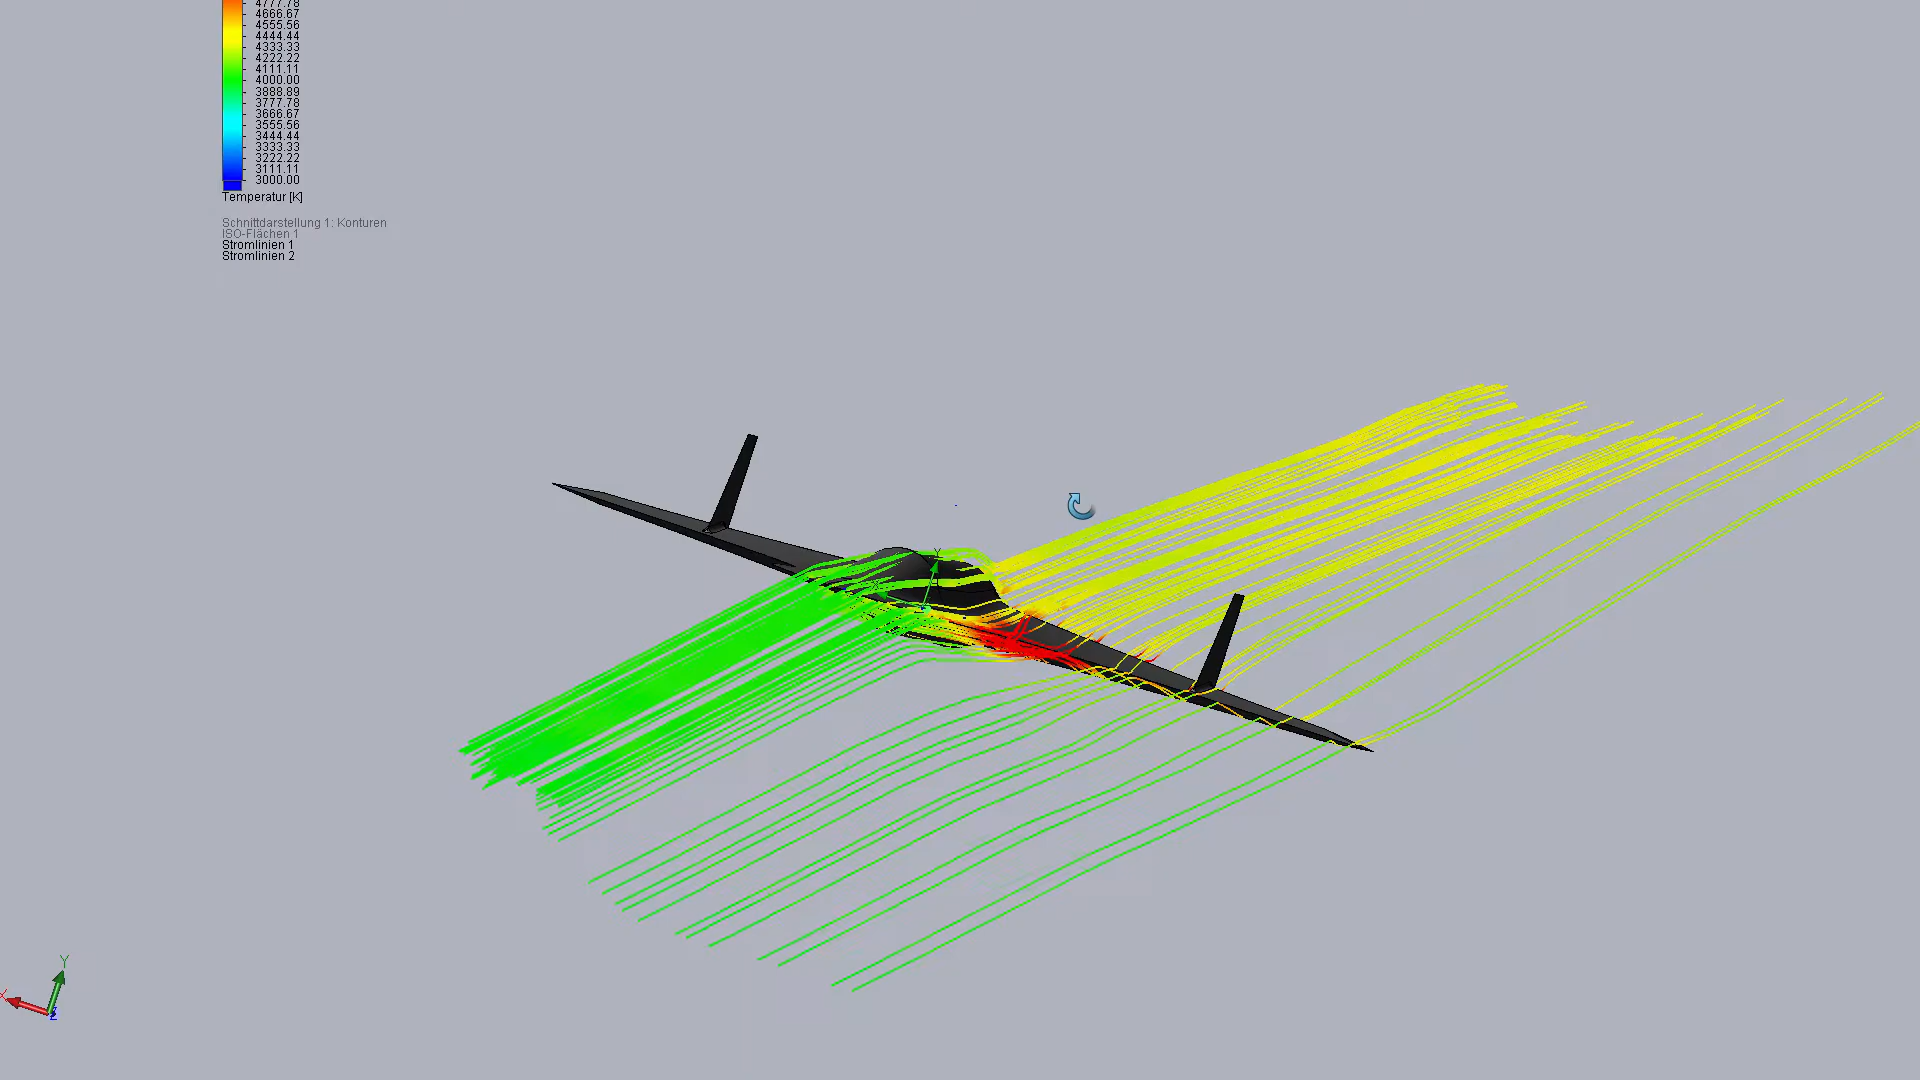 4777.78
4666.67
4555.56
4444.44
4333.33
4222.22
4111.11
4000.00
3888.89
3777.78
3666.67
3555.56
3444.44
3333.33
3222.22
3111.11
3000.00
Temperatur [K]
Schnittdarstellung 1: Konturen
ISO-Flächen 1
Stromlinien 1
Stromlinien 2
Y
Y
X
Z